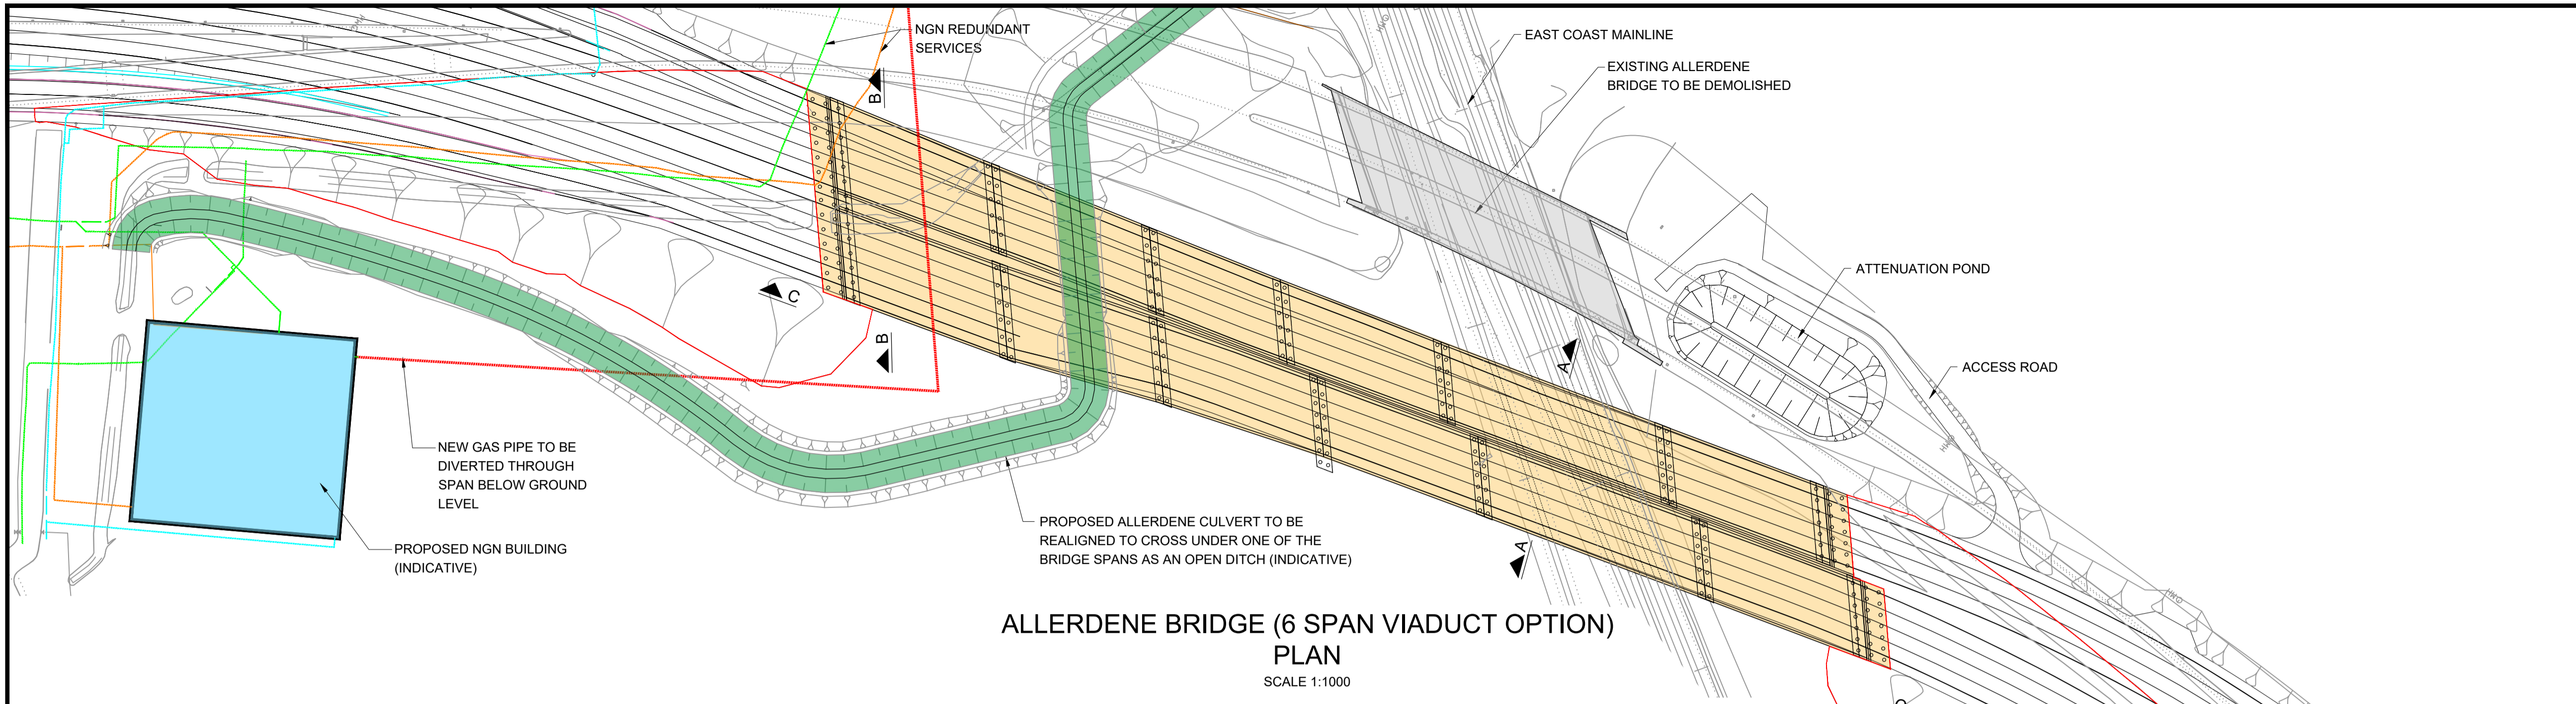 NGN REDUNDANT
SERVICES
EAST COAST MAINLINE
EXISTING ALLERDENE
BRIDGE TO BE DEMOLISHED
B
ATTENUATION POND
C
B
A
ACCESS ROAD
NEW GAS PIPE TO BE
DIVERTED THROUGH
SPAN BELOW GROUND
LEVEL
PROPOSED NGN BUILDING
(INDICATIVE)
PROPOSED ALLERDENE CULVERT TO BE
REALIGNED TO CROSS UNDER ONE OF THE
BRIDGE SPANS AS AN OPEN DITCH (INDICATIVE)
A
ALLERDENE BRIDGE (6 SPAN VIADUCT OPTION)
PLAN
SCALE 1:1000